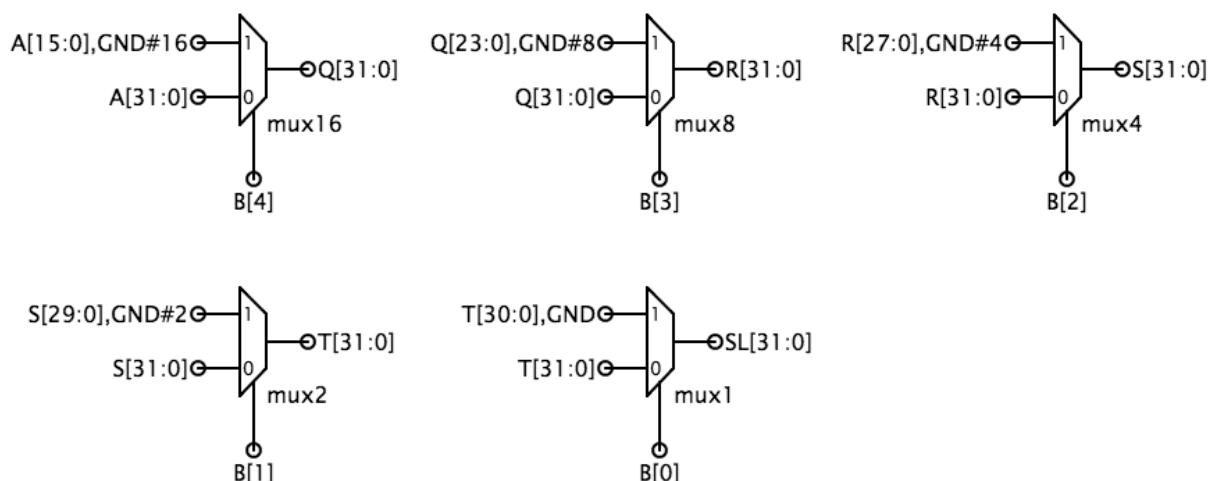 A[15:0],GND#16
1
Q[31:0]
A[31:0]
0
mux16
B[4]
Q[23:0],GND#8
1
R[31:0]
Q[31:0]
0
mux8
B[3]
R[27:0],GND#4
1
S[31:0]
R[31:0]
0
mux4
B[2]
S[29:0],GND#2
1
T[31:0]
S[31:0]
0
mux2
B[1]
T[30:0],GND
1
SL[31:0]
T[31:0]
0
mux1
B[0]